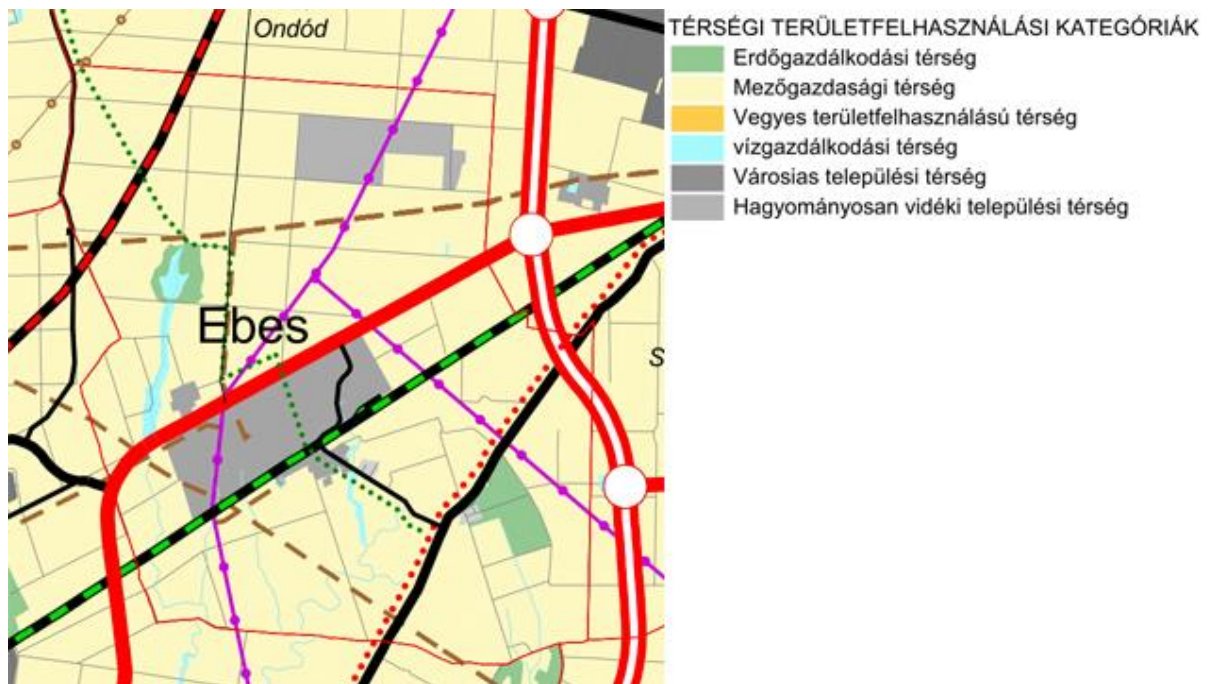 Ondód
Ebes
S
TÉRSÉGI TERÜLETFELHASZNÁLÁSI KATEGÓRIÁK
Erdőgazdálkodási térség
Mezőgazdasági térség
Vegyes területfelhasználású térség
vízgazdálkodási térség
Városias települési térség
Hagyományosan vidéki települési térség